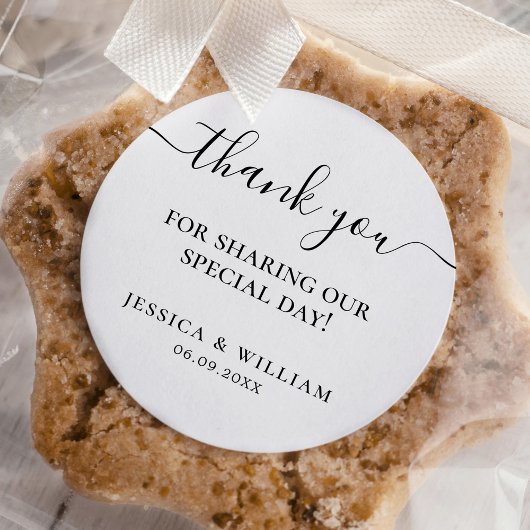 thank you
FOR SHARING OUR
SPECIAL DAY!
JESSICA & WILLIAM
06.09.20XX